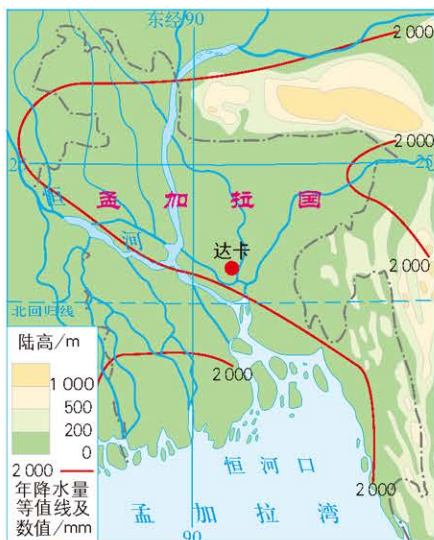 东经90
2 000
2 000
25
25
孟加拉国
恒
河
达卡
2 000
北回归线
陆高/m
1 000
500
200
0
2 000
年降水量
等值线及
数值/mm
2 000
恒河口
2 000
孟加拉湾
90